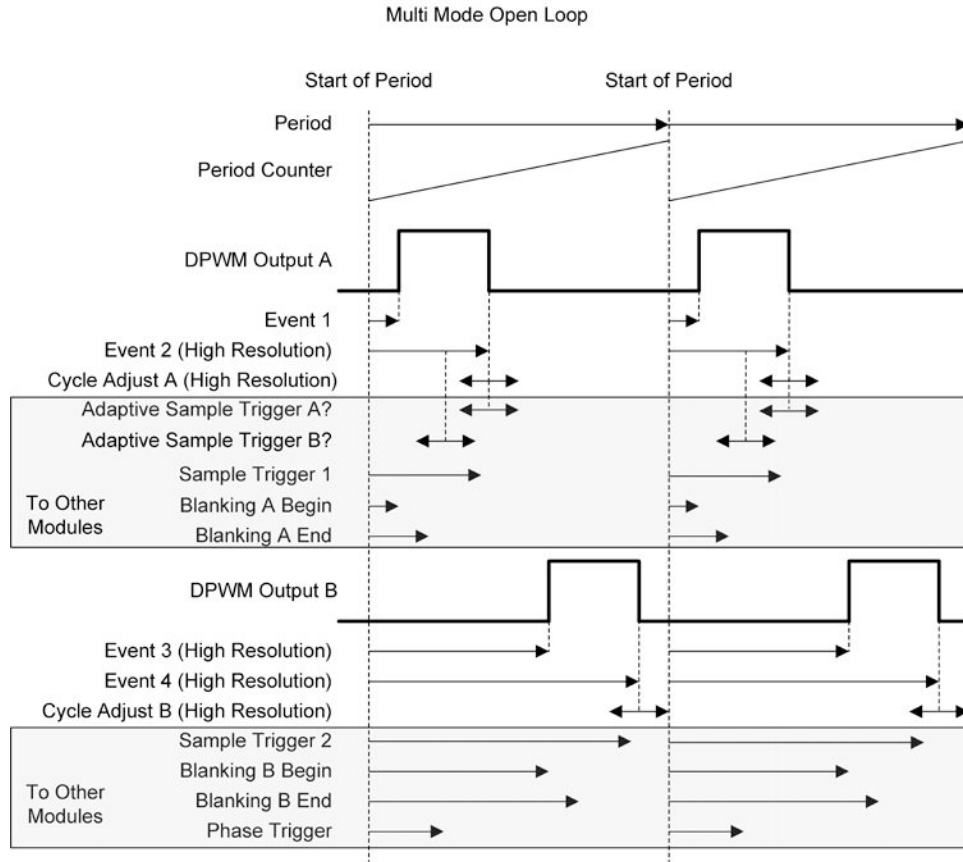 Multi Mode Open Loop
Start of Period
Start of Period
Period
Period Counter
DPWM Output A
Event 1
Event 2 (High Resolution)
Cycle Adjust A (High Resolution)
Adaptive Sample Trigger A?
Adaptive Sample Trigger B?
Sample Trigger 1
To Other
Modules
Blanking A Begin
Blanking A End
DPWM Output B
Event 3 (High Resolution)
Event 4 (High Resolution)
Cycle Adjust B (High Resolution)
Sample Trigger 2
Blanking B Begin
To Other
Modules
Blanking B End
Phase Trigger